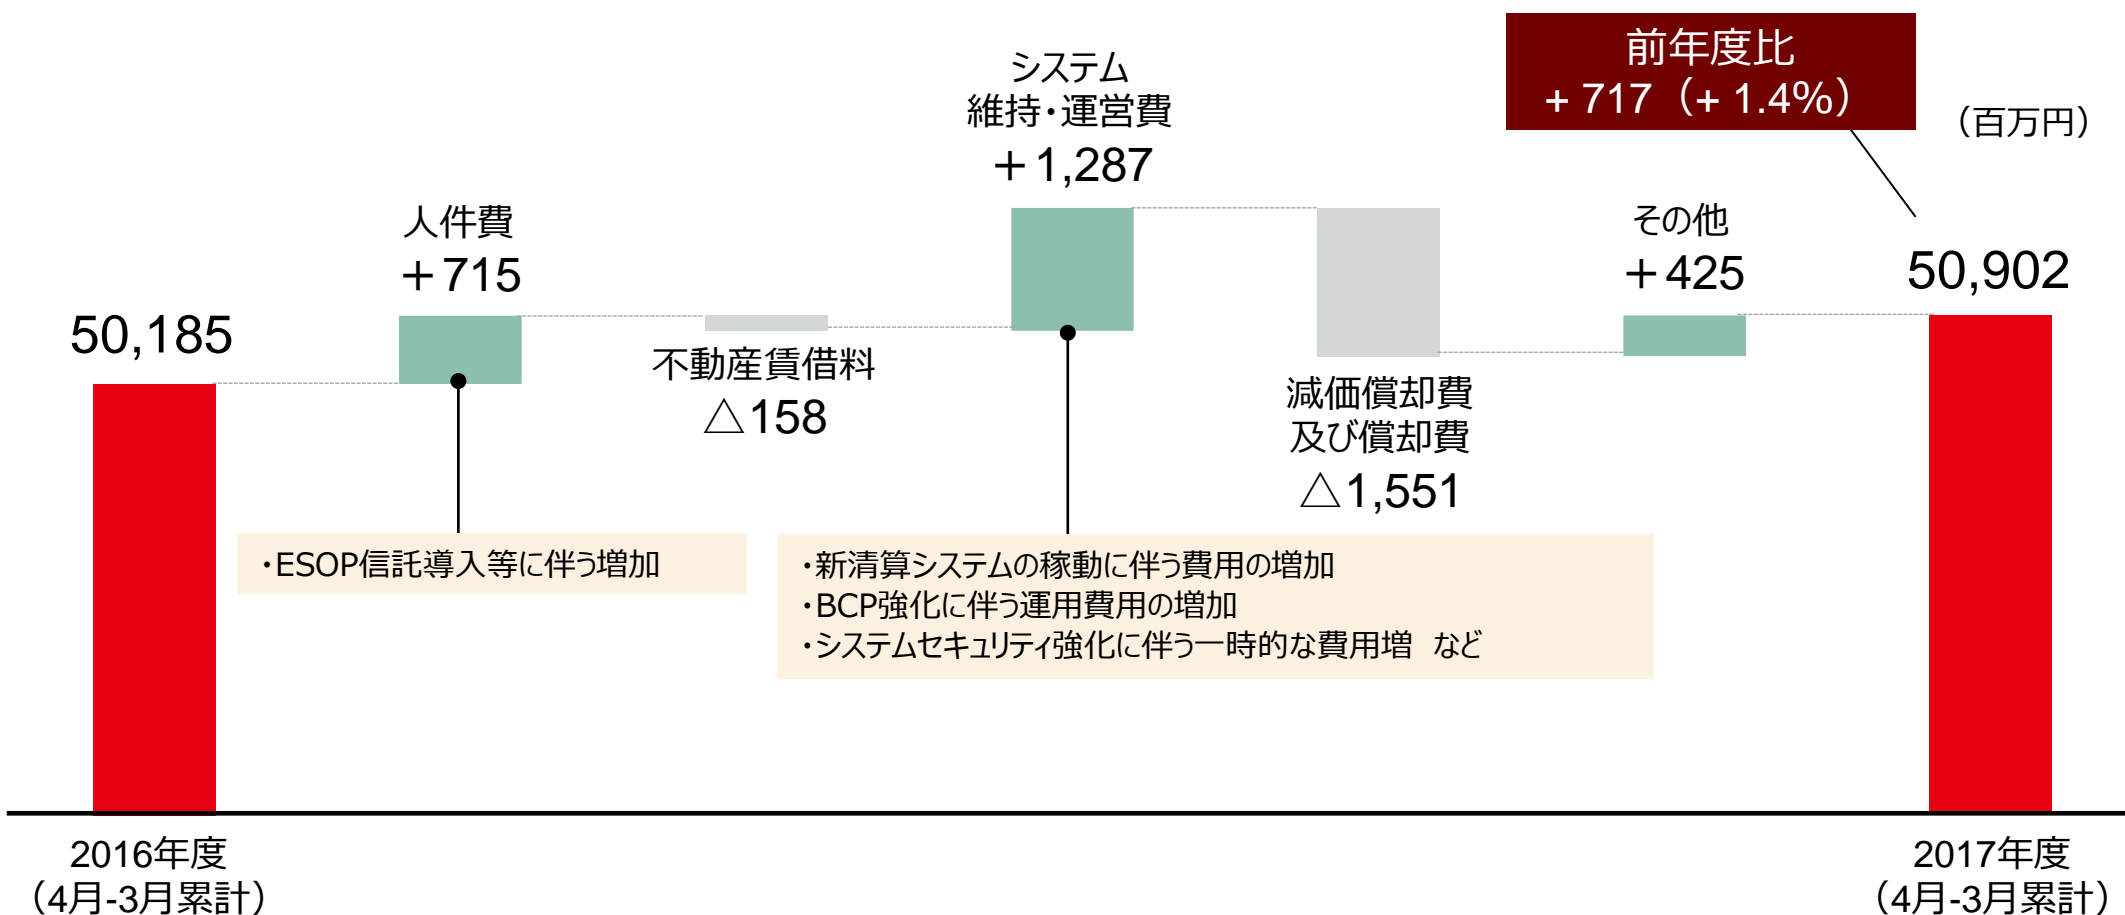 前年度比
+ 717（+ 1.4%）
（百万円）
システム
維持・運営費
＋1,287
人件費
＋715
その他
＋425
50,902
50,185
不動産賃借料
△158
減価償却費
及び償却費
△1,551
・ESOP信託導入等に伴う増加
・新清算システムの稼動に伴う費用の増加
・BCP強化に伴う運用費用の増加
・システムセキュリティ強化に伴う一時的な費用増　など
2016年度
（4月-3月累計）
2017年度
（4月-3月累計）